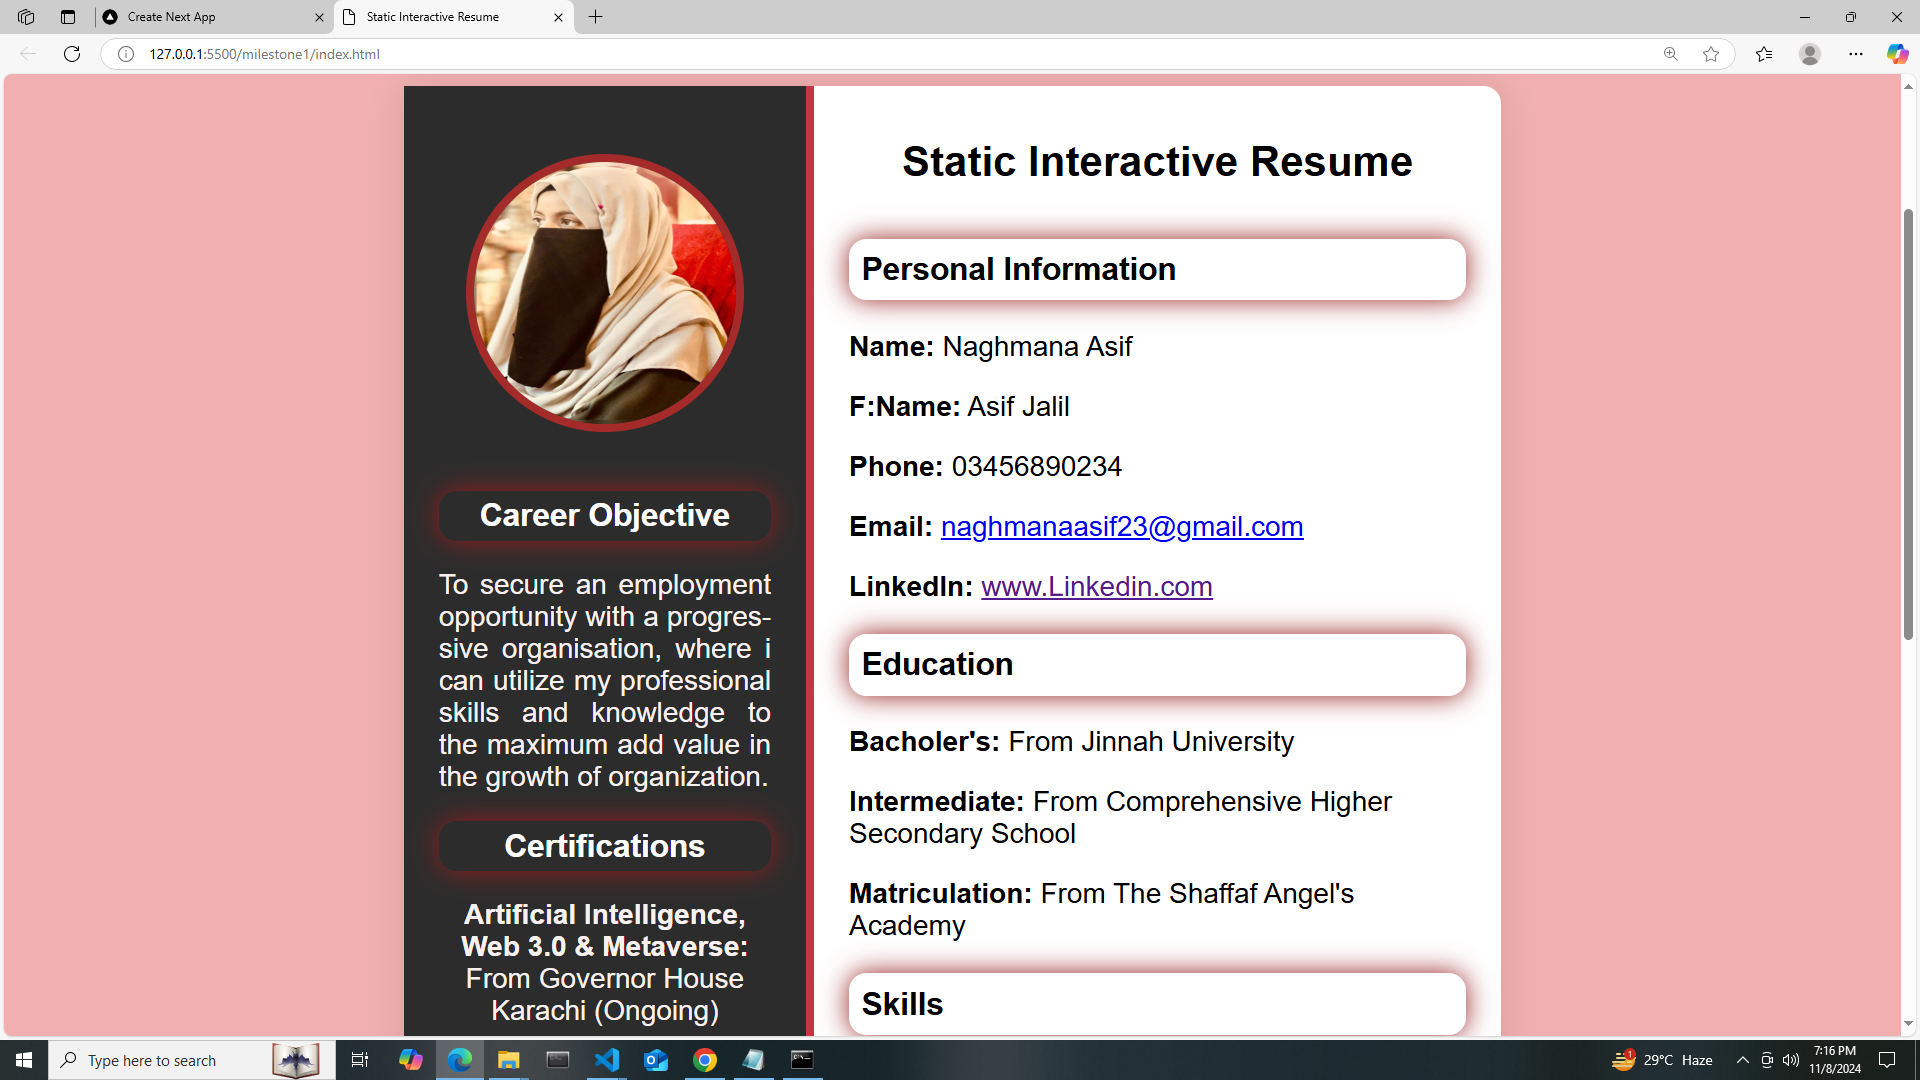 Create Next App
Static Interactive Resume
127.0.0.1:5500/milestone1/index.html
Career Objective
To secure an employment
opportunity with a progres-
sive organisation, where i
can utilize my professional
skills and knowledge to
the maximum add value in
the growth of organization.
Certifications
Artificial Intelligence,
Web 3.0 & Metaverse:
From Governor House
Karachi (Ongoing)
Static Interactive Resume
Personal Information
Name: Naghmana Asif
F:Name: Asif Jalil
Phone: 03456890234
Email: naghmanaasif23@gmail.com
LinkedIn: www.Linkedin.com
Education
Bacholer's: From Jinnah University
Intermediate: From Comprehensive Higher
Secondary School
Matriculation: From The Shaffaf Angel's
Academy
Skills
Type here to search
1
29°C Haze
7:16 PM
11/8/2024